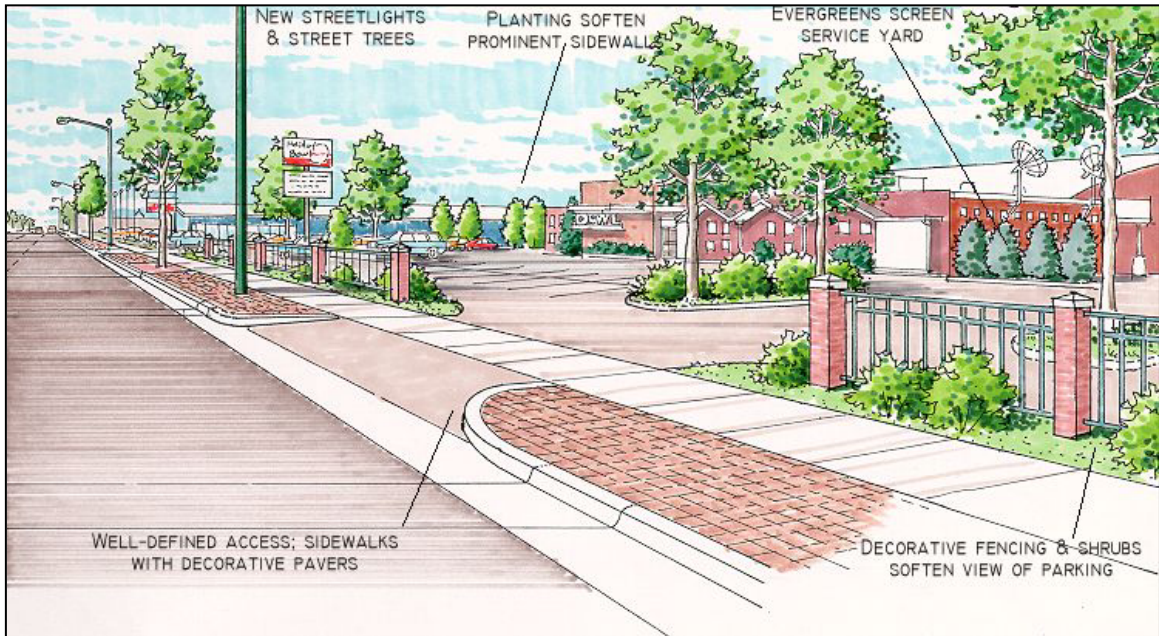 NEW STREETLIGHTS
& STREET TREES
PLANTING SOFTEN
PROMINENT SIDEWALL
EVERGREENS SCREEN
SERVICE YARD
Bowl
WELL-DEFINED ACCESS; SIDEWALKS
WITH DECORATIVE PAVERS
DECORATIVE FENCING & SHRUBS
SOFTEN VIEW OF PARKING